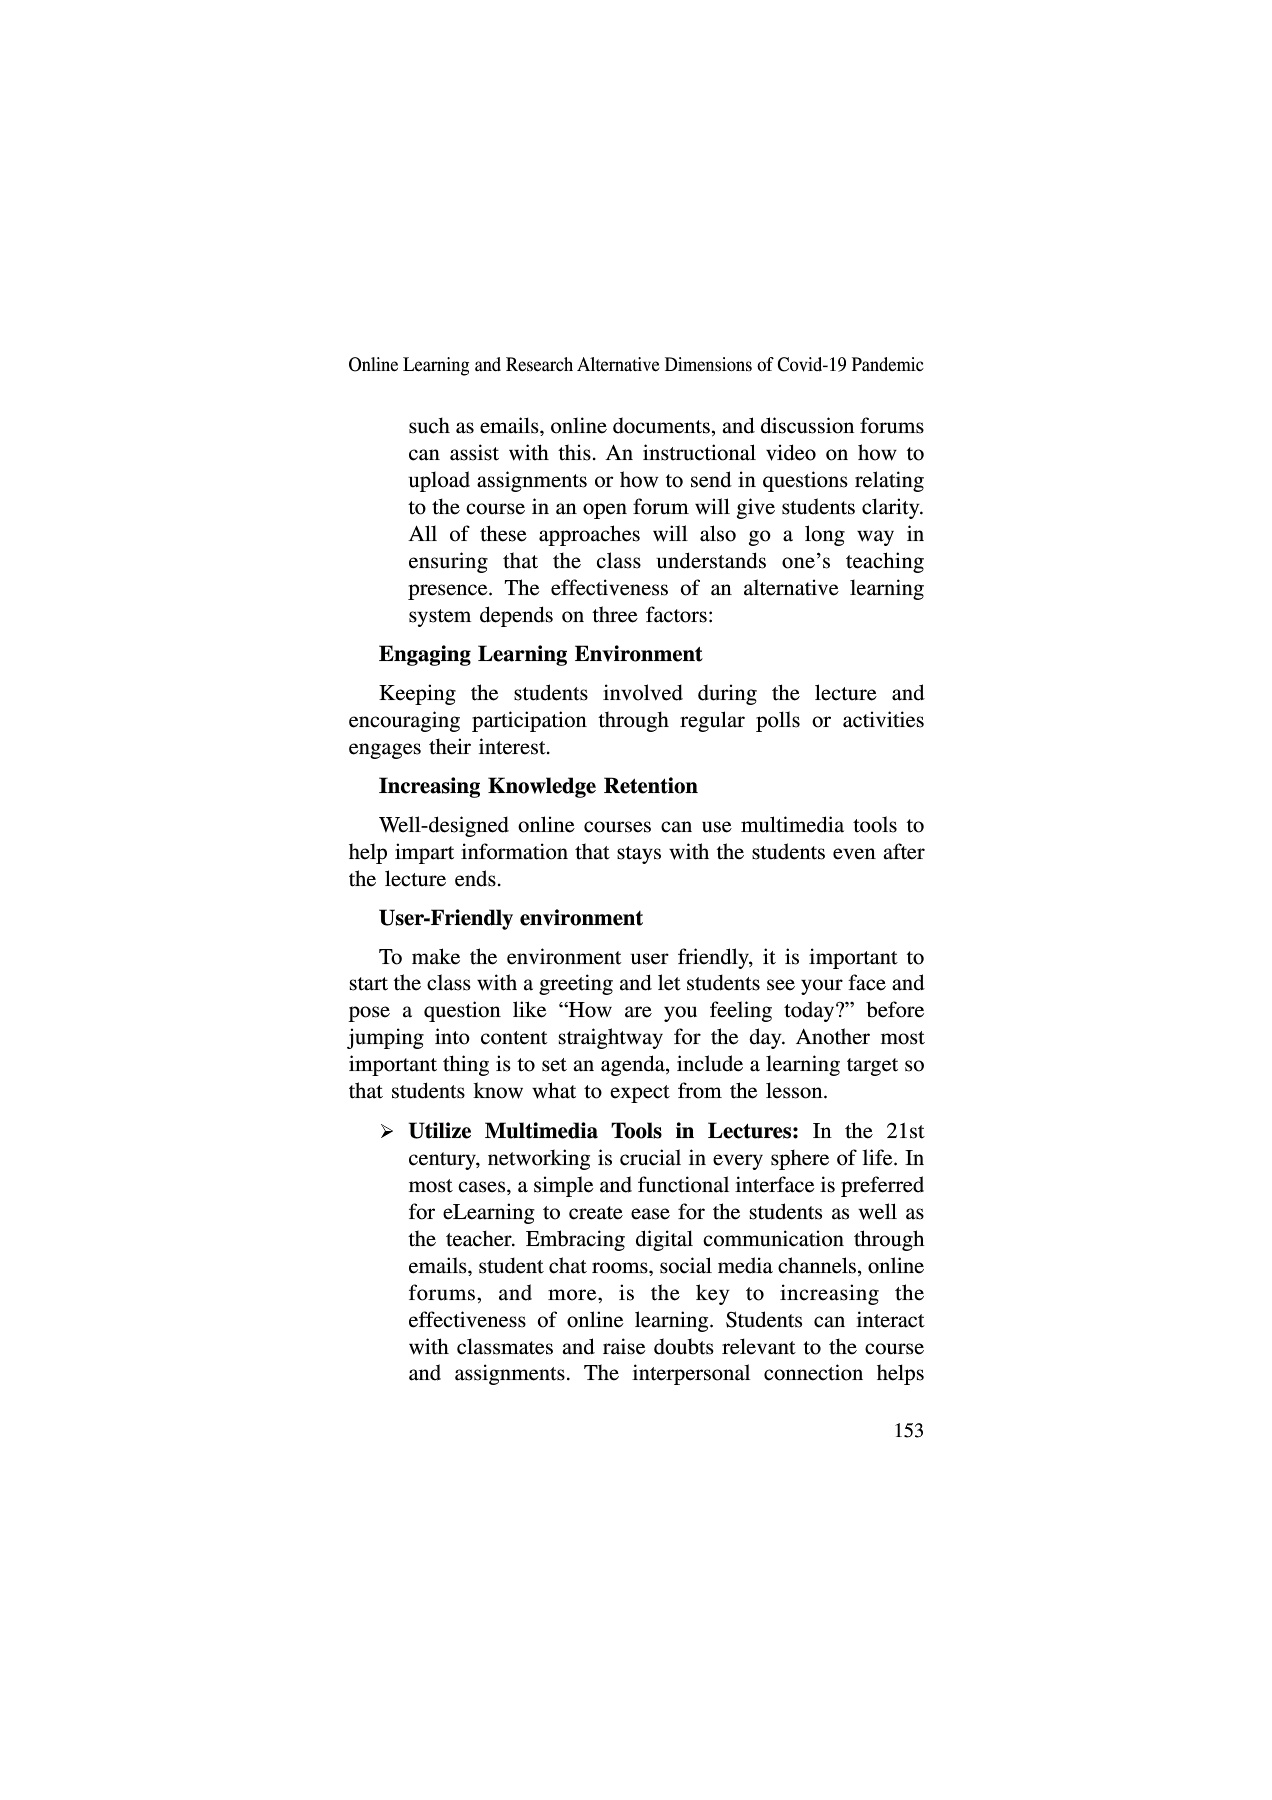 Online Learning and Research Alternative Dimensions of Covid-19 Pandemic
such as emails, online documents, and discussion forums
can assist with this. An instructional video on how to
upload assignments or how to send in questions relating
to the course in an open forum will give students clarity.
All of these approaches will also go a long way in
ensuring that the class understands one’s teaching
presence. The effectiveness of an alternative learning
system depends on three factors:
Engaging Learning Environment
Keeping the students involved during the lecture and
encouraging participation through regular polls or activities
engages their interest.
Increasing Knowledge Retention
Well-designed online courses can use multimedia tools to
help impart information that stays with the students even after
the lecture ends.
User-Friendly environment
To make the environment user friendly, it is important to
start the class with a greeting and let students see your face and
pose a question like “How are you feeling today?” before
jumping into content straightway for the day. Another most
important thing is to set an agenda, include a learning target so
that students know what to expect from the lesson.
➢ Utilize Multimedia Tools in Lectures: In the 21st
century, networking is crucial in every sphere of life. In
most cases, a simple and functional interface is preferred
for eLearning to create ease for the students as well as
the teacher. Embracing digital communication through
emails, student chat rooms, social media channels, online
forums, and more, is the key to increasing the
effectiveness of online learning. Students can interact
with classmates and raise doubts relevant to the course
and assignments. The interpersonal connection helps
153